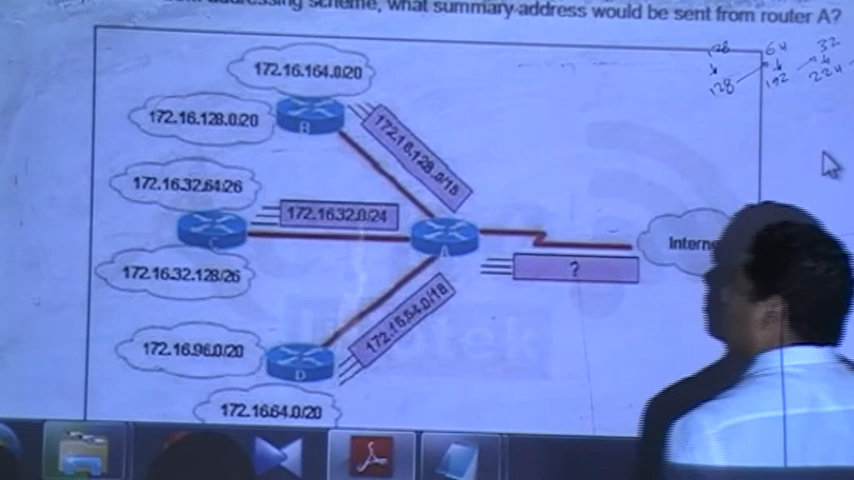 addressing scheme, what summary address would be sent from router A?
128 64 32
128 192 224
172.16.164.0/20
B
172.16.128.0/20
172.16.128.0/18
172.16.32.64/26
172.16.32.0/24
C
A
Interne
?
172.16.32.128/26
172.16.64.0/18
172.16.96.0/20
D
172.16.64.0/20